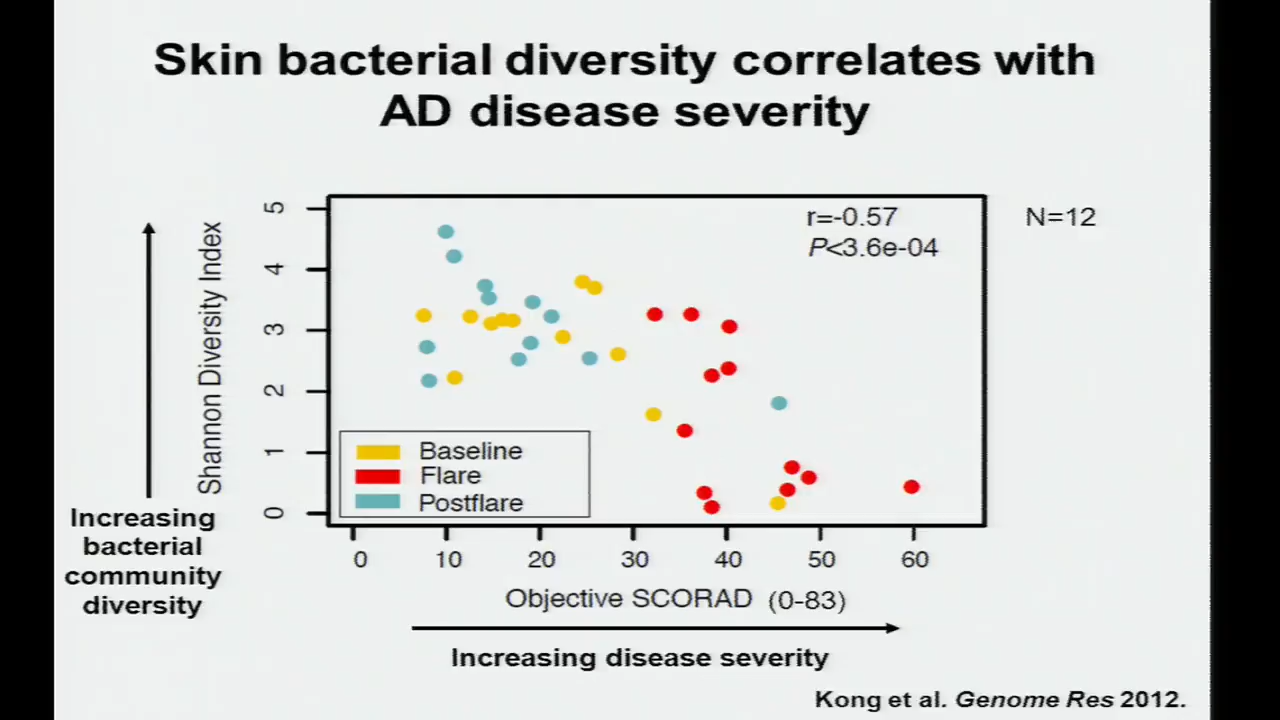 Skin bacterial diversity correlates with
AD disease severity
Shannon Diversity Index
5
4
3
2
1
0
r=-0.57
P<3.6e-04
N=12
Baseline
Flare
Postflare
0 10 20 30 40 50 60
Objective SCORAD (0-83)
Increasing
bacterial
community
diversity
Increasing disease severity
Kong et al. Genome Res 2012.